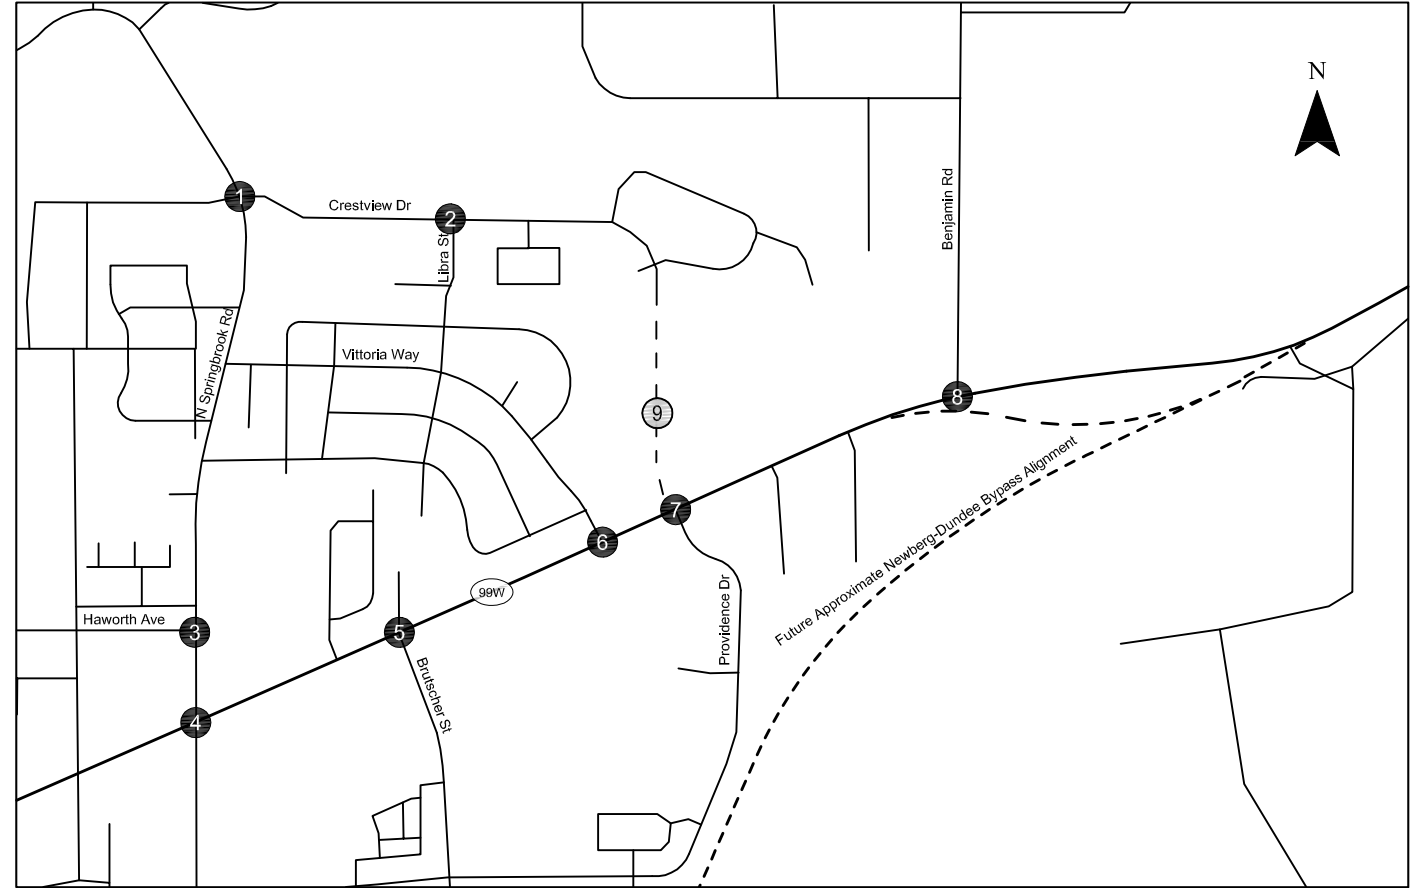 N
1
Crestview Dr
2
Libra St
Benjamin Rd
N Springbrook Rd
Vittoria Way
9
8
Future Approximate Newberg-Dundee Bypass Alignment
7
6
99W
Providence Dr
Haworth Ave
3
5
Brutscher St
4